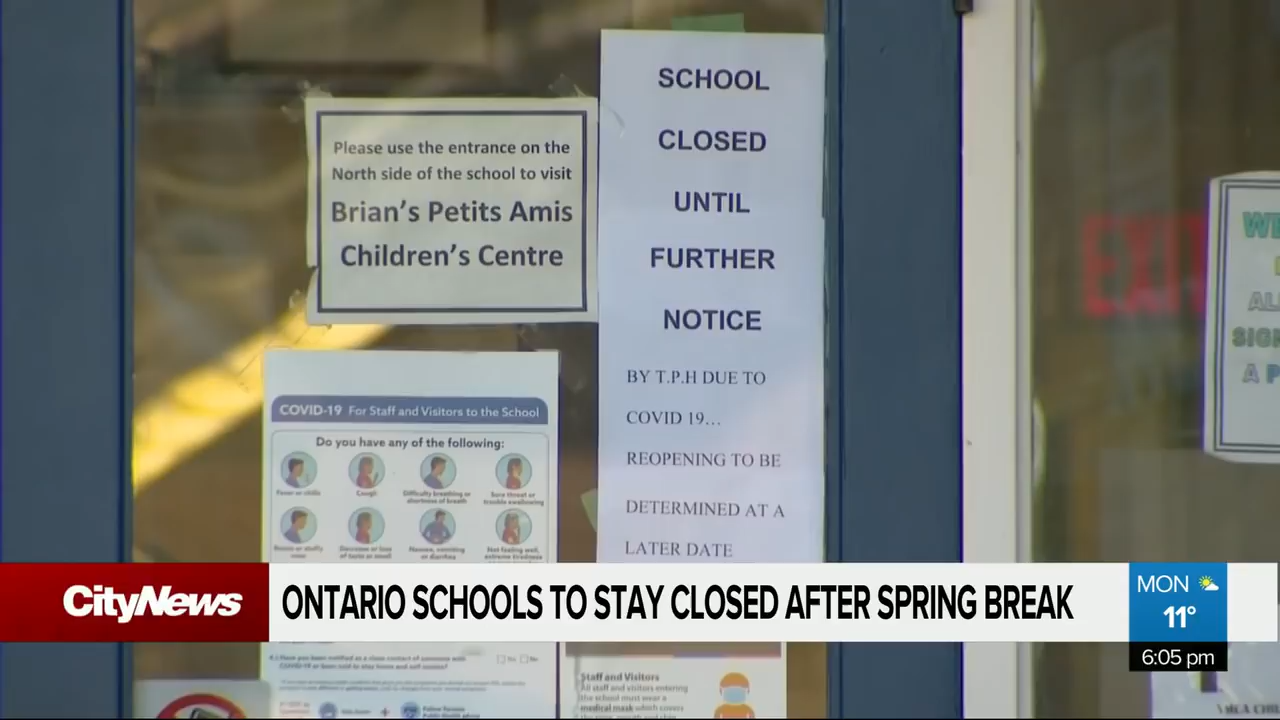 Please use the entrance on the
North side of the school to visit
Brian's Petits Amis
Children's Centre
SCHOOL
CLOSED
UNTIL
FURTHER
NOTICE
BY T.P.H DUE TO
COVID 19...
REOPENING TO BE
DETERMINED AT A
LATER DATE
COVID-19 For Staff and Visitors to the School
Do you have any of the following:
Fever or chills
Cough
Difficulty breathing or
shortness of breath
Sore throat or
trouble swallowing
EXIT
CityNews
ONTARIO SCHOOLS TO STAY CLOSED AFTER SPRING BREAK
MON
11°
6:05 pm
Staff and Visitors
All staff and visitors entering
the school must wear a
medical mask which covers